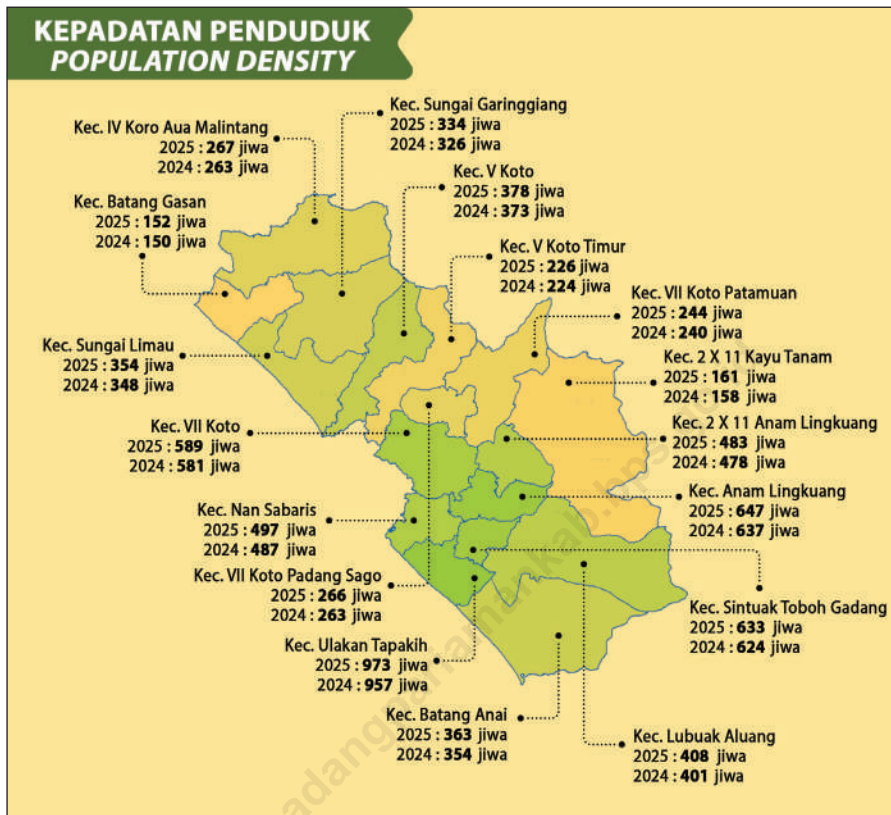 KEPADATAN PENDUDUK
POPULATION DENSITY
Kec. Sungai Garinggiang
2025 : 334 jiwa
2024 : 326 jiwa
Kec. IV Koro Aua Malintang
2025 : 267 jiwa
2024 : 263 jiwa
Kec. V Koto
2025 : 378 jiwa
2024 : 373 jiwa
Kec. Batang Gasan
2025 : 152 jiwa
2024 : 150 jiwa
Kec. V Koto Timur
2025 : 226 jiwa
2024 : 224 jiwa
Kec. VII Koto Patamuan
2025 : 244 jiwa
2024 : 240 jiwa
Kec. Sungai Limau
2025 : 354 jiwa
2024 : 348 jiwa
Kec. 2 X 11 Kayu Tanam
2025 : 161 jiwa
2024 : 158 jiwa
Kec. VII Koto
2025 : 589 jiwa
2024 : 581 jiwa
Kec. 2 X 11 Anam Lingkuang
2025 : 483 jiwa
2024 : 478 jiwa
Kec. Anam Lingkuang
2025 : 647 jiwa
2024 : 637 jiwa
Kec. Nan Sabaris
2025 : 497 jiwa
2024 : 487 jiwa
Kec. VII Koto Padang Sago
2025 : 266 jiwa
2024 : 263 jiwa
Kec. Sintuak Toboh Gadang
2025 : 633 jiwa
2024 : 624 jiwa
Kec. Ulakan Tapakih
2025 : 973 jiwa
2024 : 957 jiwa
Kec. Batang Anai
2025 : 363 jiwa
2024 : 354 jiwa
Kec. Lubuak Aluang
2025 : 408 jiwa
2024 : 401 jiwa